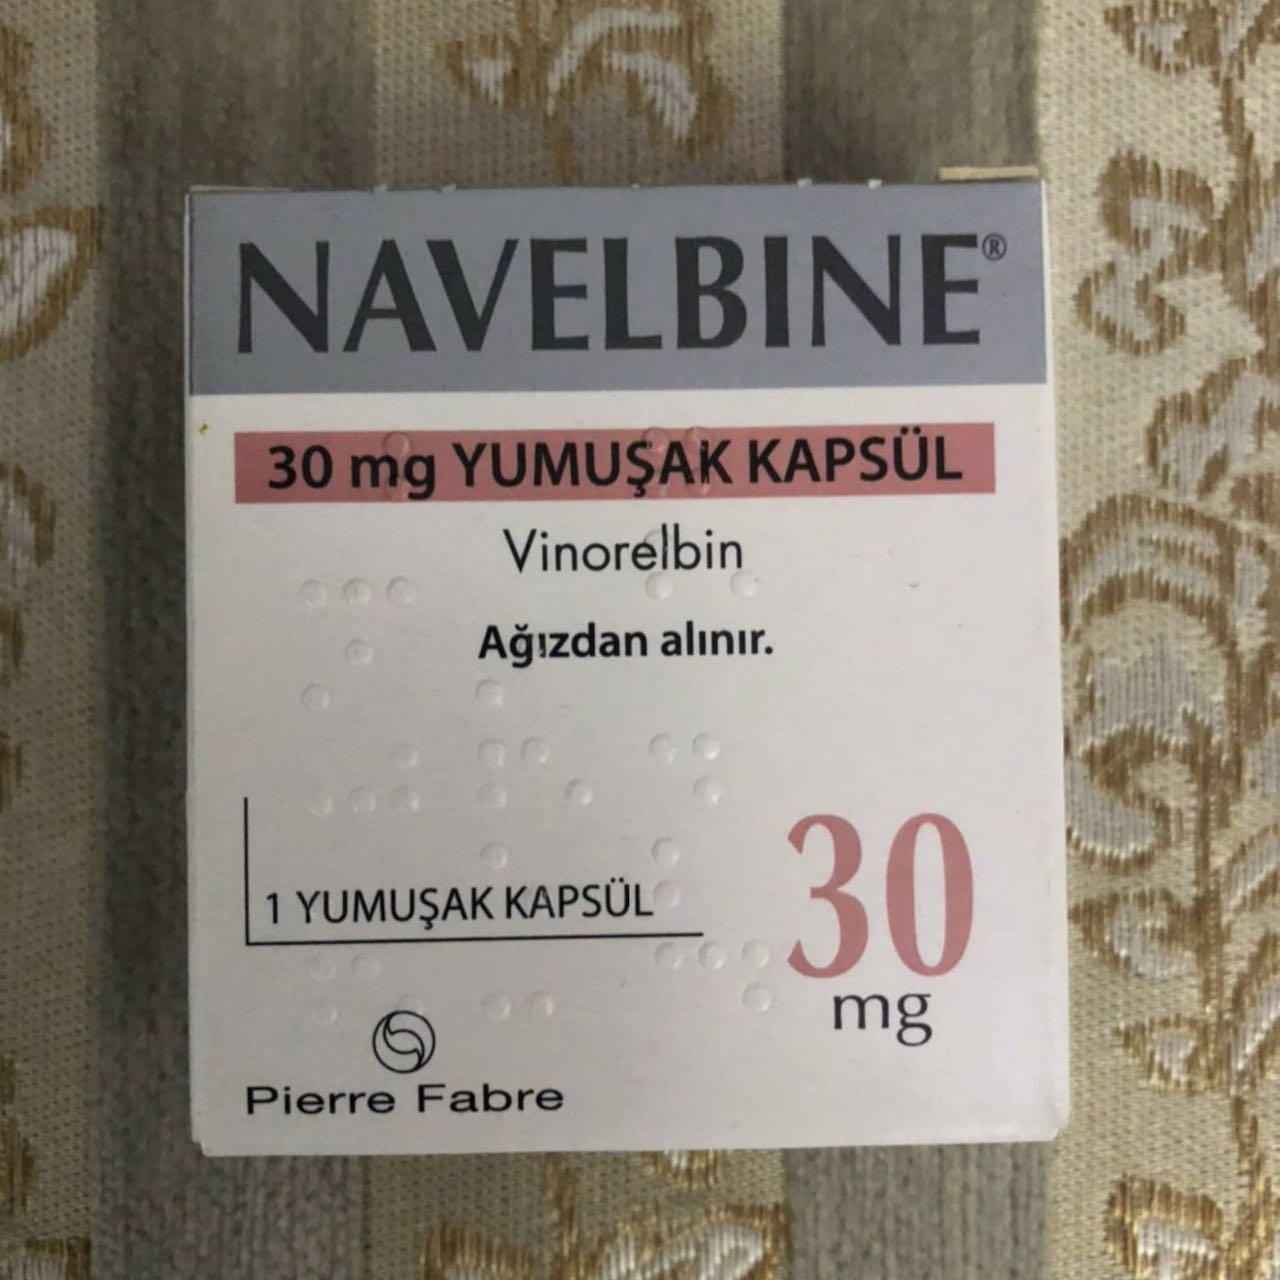 NAVELBINE®
30 mg YUMUŞAK KAPSÜL
Vinorelbin
Ağızdan alınır.
1 YUMUŞAK KAPSÜL
30
mg
Pierre Fabre